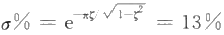 σ% = e^{-πζ/√(1-ζ²)} = 13%